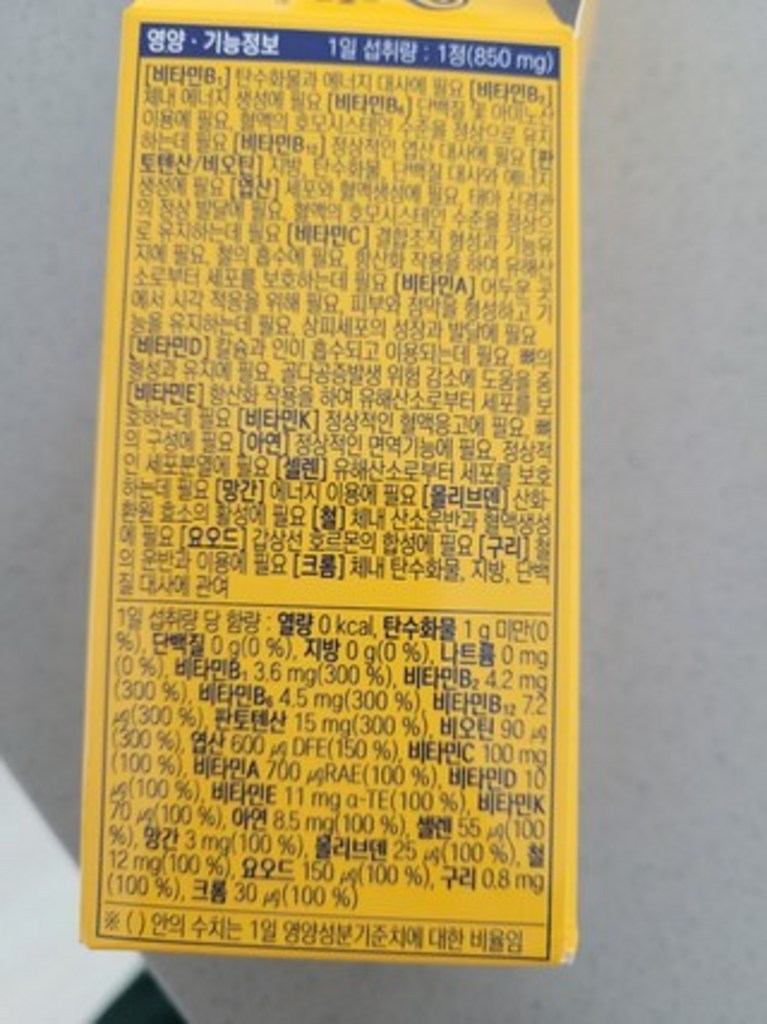 영양 · 기능정보 1일 섭취량 : 1정(850 mg)
[비타민B₁] 탄수화물과 에너지 대사에 필요 [비타민B₂]
체내 에너지 생성에 필요 [비타민B₆] 단백질 및 아미노산
이용에 필요, 혈액의 호모시스테인 수준을 정상으로 유지
하는데 필요 [비타민B₁₂] 정상적인 엽산 대사에 필요 [판
토텐산/비오틴] 지방, 탄수화물, 단백질 대사와 에너지
생성에 필요 [엽산] 세포와 혈액생성에 필요, 태아 신경관
의 정상 발달에 필요, 혈액의 호모시스테인 수준을 정상으
로 유지하는데 필요 [비타민C] 결합조직 형성과 기능유
지에 필요, 철의 흡수에 필요, 항산화 작용을 하여 유해산
소로부터 세포를 보호하는데 필요 [비타민A] 어두운 곳
에서 시각 적응을 위해 필요, 피부와 점막을 형성하고 기
능을 유지하는데 필요, 상피세포의 성장과 발달에 필요
[비타민D] 칼슘과 인이 흡수되고 이용되는데 필요, 뼈의
형성과 유지에 필요, 골다공증발생 위험 감소에 도움을 줌
[비타민E] 항산화 작용을 하여 유해산소로부터 세포를 보
호하는데 필요 [비타민K] 정상적인 혈액응고에 필요, 뼈
의 구성에 필요 [아연] 정상적인 면역기능에 필요, 정상적
인 세포분열에 필요 [셀렌] 유해산소로부터 세포를 보호
하는데 필요 [망간] 에너지 이용에 필요 [몰리브덴] 산화·
환원 효소의 활성에 필요 [철] 체내 산소운반과 혈액생성
에 필요 [요오드] 갑상선 호르몬의 합성에 필요 [구리] 철
의 운반과 이용에 필요 [크롬] 체내 탄수화물, 지방, 단백
질 대사에 관여
1일 섭취량 당 함량 : 열량 0 kcal, 탄수화물 1 g 미만(0
%), 단백질 0 g(0 %), 지방 0 g(0 %), 나트륨 0 mg
(0 %), 비타민B₁ 3.6 mg(300 %), 비타민B₂ 4.2 mg
(300 %), 비타민B₆ 4.5 mg(300 %), 비타민B₁₂ 7.2
μg(300 %), 판토텐산 15 mg(300 %), 비오틴 90 μg
(300 %), 엽산 600 μg DFE(150 %), 비타민C 100 mg
(100 %), 비타민A 700 μgRAE(100 %), 비타민D 10
μg(100 %), 비타민E 11 mg α-TE(100 %), 비타민K
70 μg(100 %), 아연 8.5 mg(100 %), 셀렌 55 μg(100
%), 망간 3 mg(100 %), 몰리브덴 25 μg(100 %), 철
12 mg(100 %), 요오드 150 μg(100 %), 구리 0.8 mg
(100 %), 크롬 30 μg(100 %)
※ ( ) 안의 수치는 1일 영양성분기준치에 대한 비율임